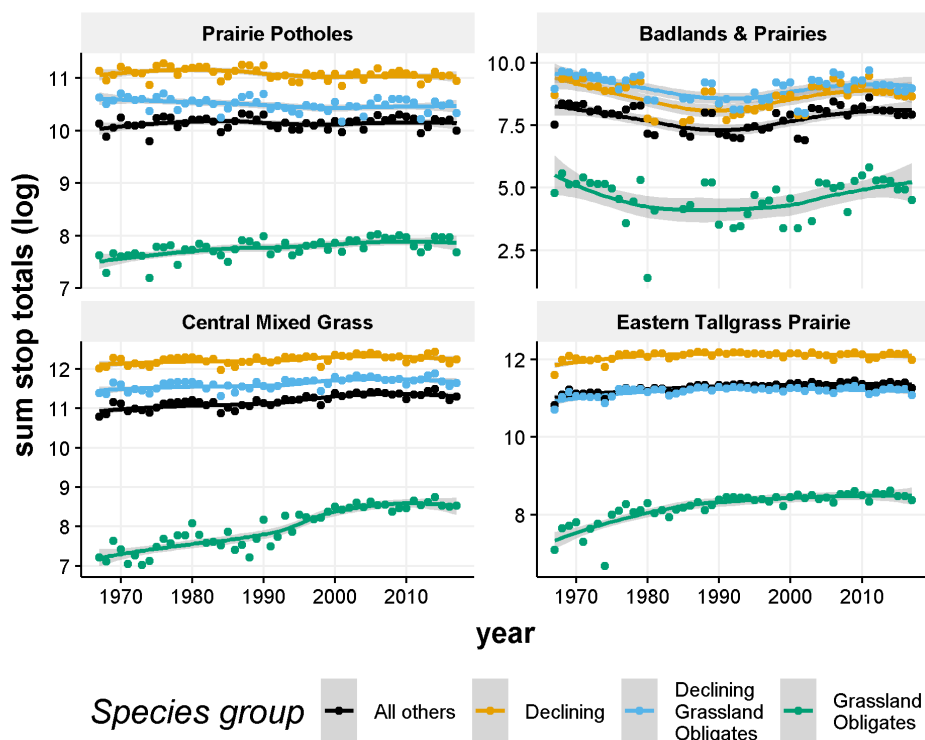 Prairie Potholes
Badlands & Prairies
11
10
9
8
7
10.0
7.5
5.0
2.5
Central Mixed Grass
Eastern Tallgrass Prairie
12
11
10
9
8
7
12
10
8
1970 1980 1990 2000 2010
1970 1980 1990 2000 2010
sum stop totals (log)
year
Species group
All others
Declining
Declining
Grassland
Obligates
Grassland
Obligates